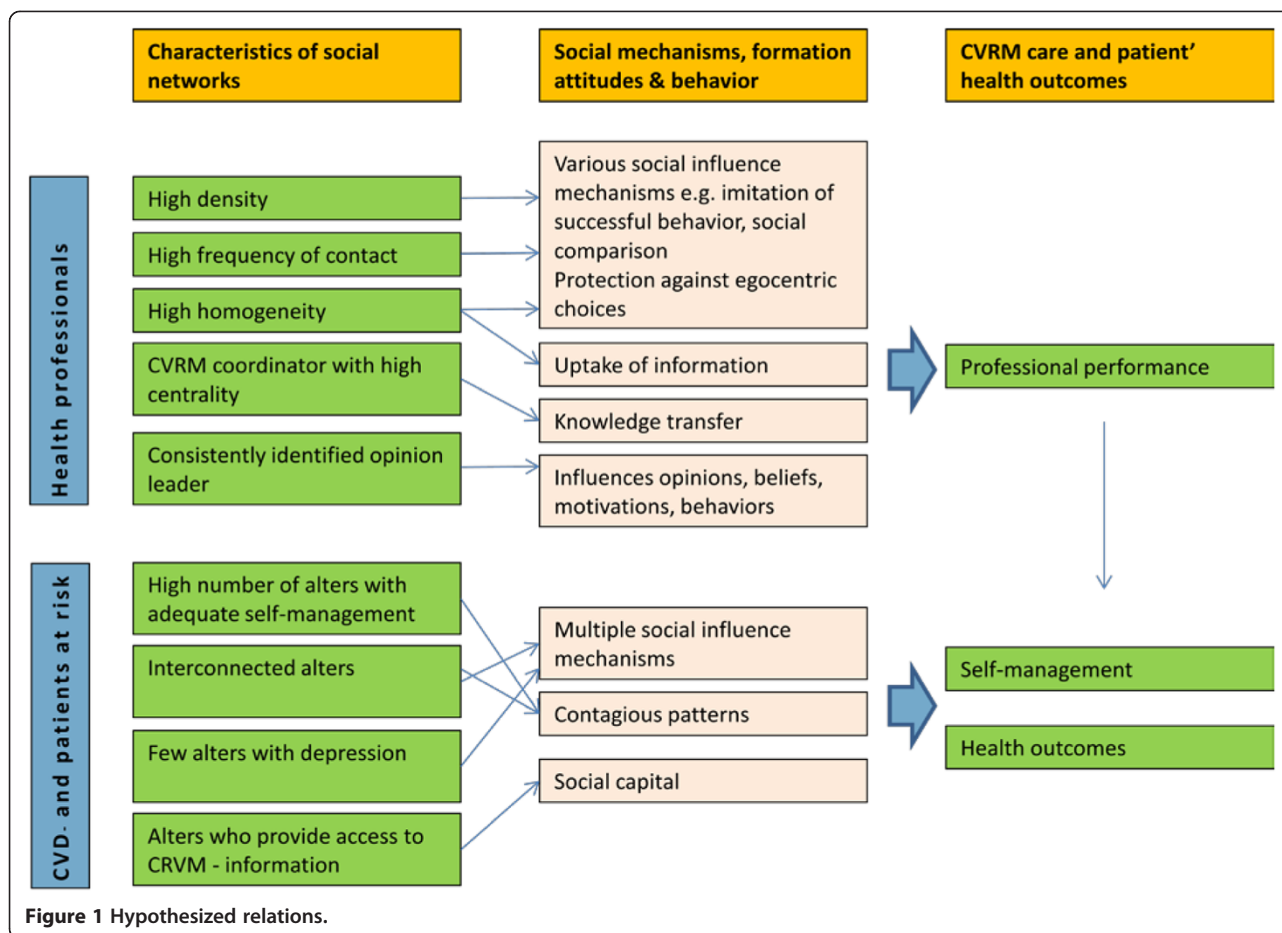 Characteristics of social
networks
Social mechanisms, formation
attitudes & behavior
CVRM care and patient'
health outcomes
Health professionals
High density
High frequency of contact
High homogeneity
CVRM coordinator with high
centrality
Consistently identified opinion
leader
Various social influence
mechanisms e.g. imitation of
successful behavior, social
comparison
Protection against egocentric
choices
Uptake of information
Knowledge transfer
Influences opinions, beliefs,
motivations, behaviors
Professional performance
CVD- and patients at risk
High number of alters with
adequate self-management
Interconnected alters
Few alters with depression
Alters who provide access to
CRVM - information
Multiple social influence
mechanisms
Contagious patterns
Social capital
Self-management
Health outcomes
Figure 1 Hypothesized relations.